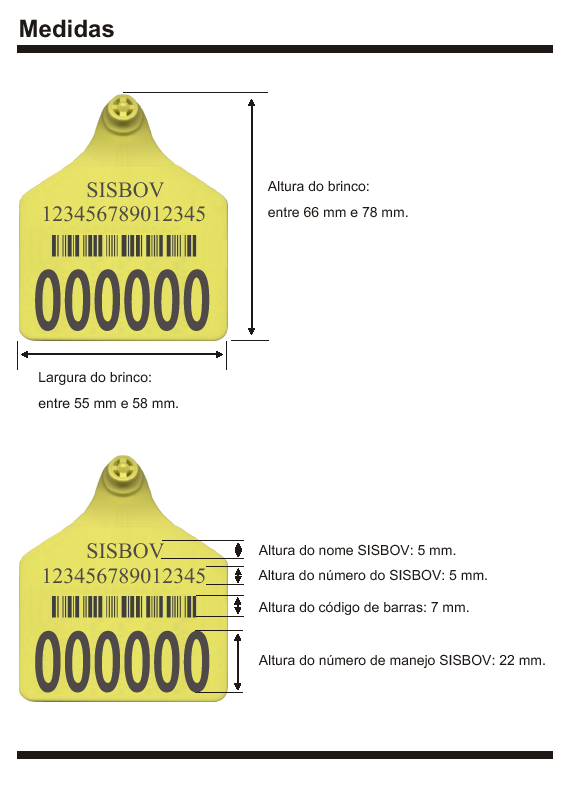 Medidas
SISBOV
123456789012345
000000
Altura do brinco:
entre 66 mm e 78 mm.
Largura do brinco:
entre 55 mm e 58 mm.
SISBOV
123456789012345
000000
Altura do nome SISBOV: 5 mm.
Altura do número do SISBOV: 5 mm.
Altura do código de barras: 7 mm.
Altura do número de manejo SISBOV: 22 mm.